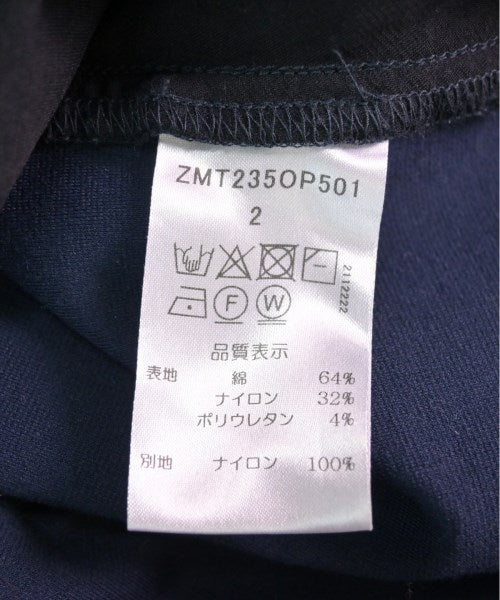 ZMT235OP501
2
2112222
F W
品質表示
表地 綿 64%
ナイロン 32%
ポリウレタン 4%
別地 ナイロン 100%